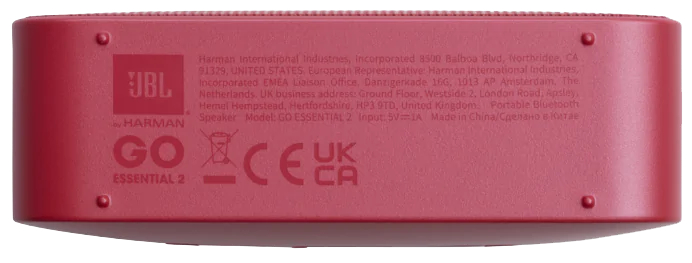 JBL
by HARMAN
GO
ESSENTIAL 2
Harman International Industries, Incorporated 8500 Balboa Blvd, Northridge, CA
91329, UNITED STATES. European Representative: Harman International Industries,
Incorporated EMEA Liaison Office. Danzigerkade 16G, 1013 AP Amsterdam, The
Netherlands. UK business address: Ground Floor, Westside 2, London Road, Apsley,
Hemel Hempstead, Hertfordshire, HP3 9TD, United Kingdom. Portable Bluetooth
Speaker Model: GO ESSENTIAL 2 Input: 5V⎓1A Made in China/Сделано в Китае
CE
UK
CA